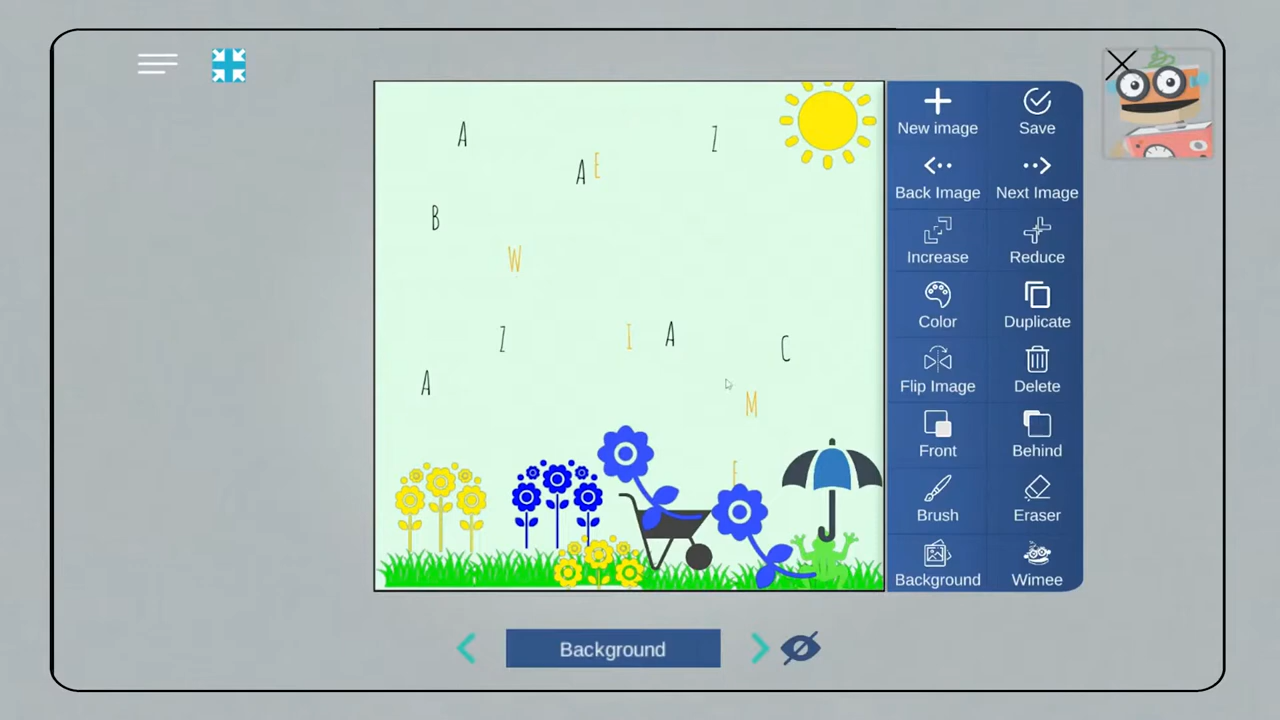 A
Z
A E
B
W
Z
I
A
C
A
M
New image
Save
Back Image
Next Image
Increase
Reduce
Color
Duplicate
Flip Image
Delete
Front
Behind
Brush
Eraser
Background
Wimee
Background